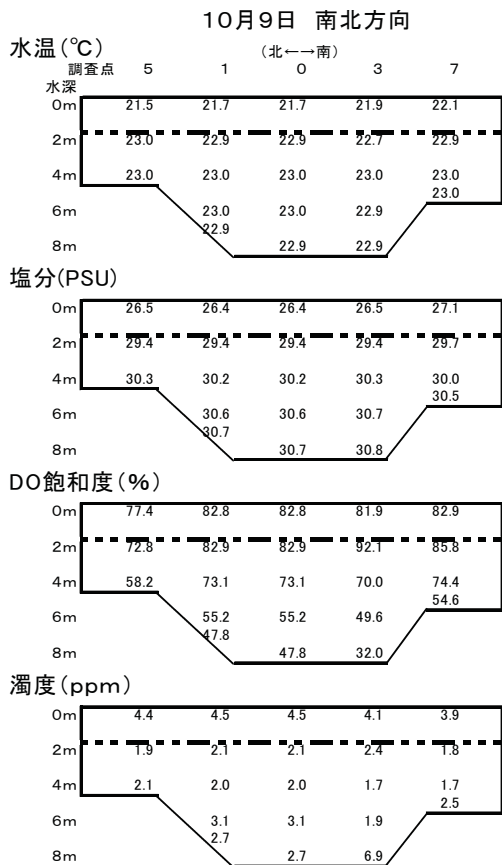 10月9日 南北方向
水温(℃) (北←→南)
調査点 5 1 0 3 7
水深
0m 21.5 21.7 21.7 21.9 22.1
2m 23.0 22.9 22.9 22.7 22.9
4m 23.0 23.0 23.0 23.0 23.0
23.0
6m 23.0 23.0 22.9
22.9
8m 22.9 22.9
塩分(PSU)
0m 26.5 26.4 26.4 26.5 27.1
2m 29.4 29.4 29.4 29.4 29.7
4m 30.3 30.2 30.2 30.3 30.0
30.5
6m 30.6 30.6 30.7
30.7
8m 30.7 30.8
DO飽和度(%)
0m 77.4 82.8 82.8 81.9 82.9
2m 72.8 82.9 82.9 92.1 85.8
4m 58.2 73.1 73.1 70.0 74.4
54.6
6m 55.2 55.2 49.6
47.8
8m 47.8 32.0
濁度(ppm)
0m 4.4 4.5 4.5 4.1 3.9
2m 1.9 2.1 2.1 2.4 1.8
4m 2.1 2.0 2.0 1.7 1.7
2.5
6m 3.1 3.1 1.9
2.7
8m 2.7 6.9